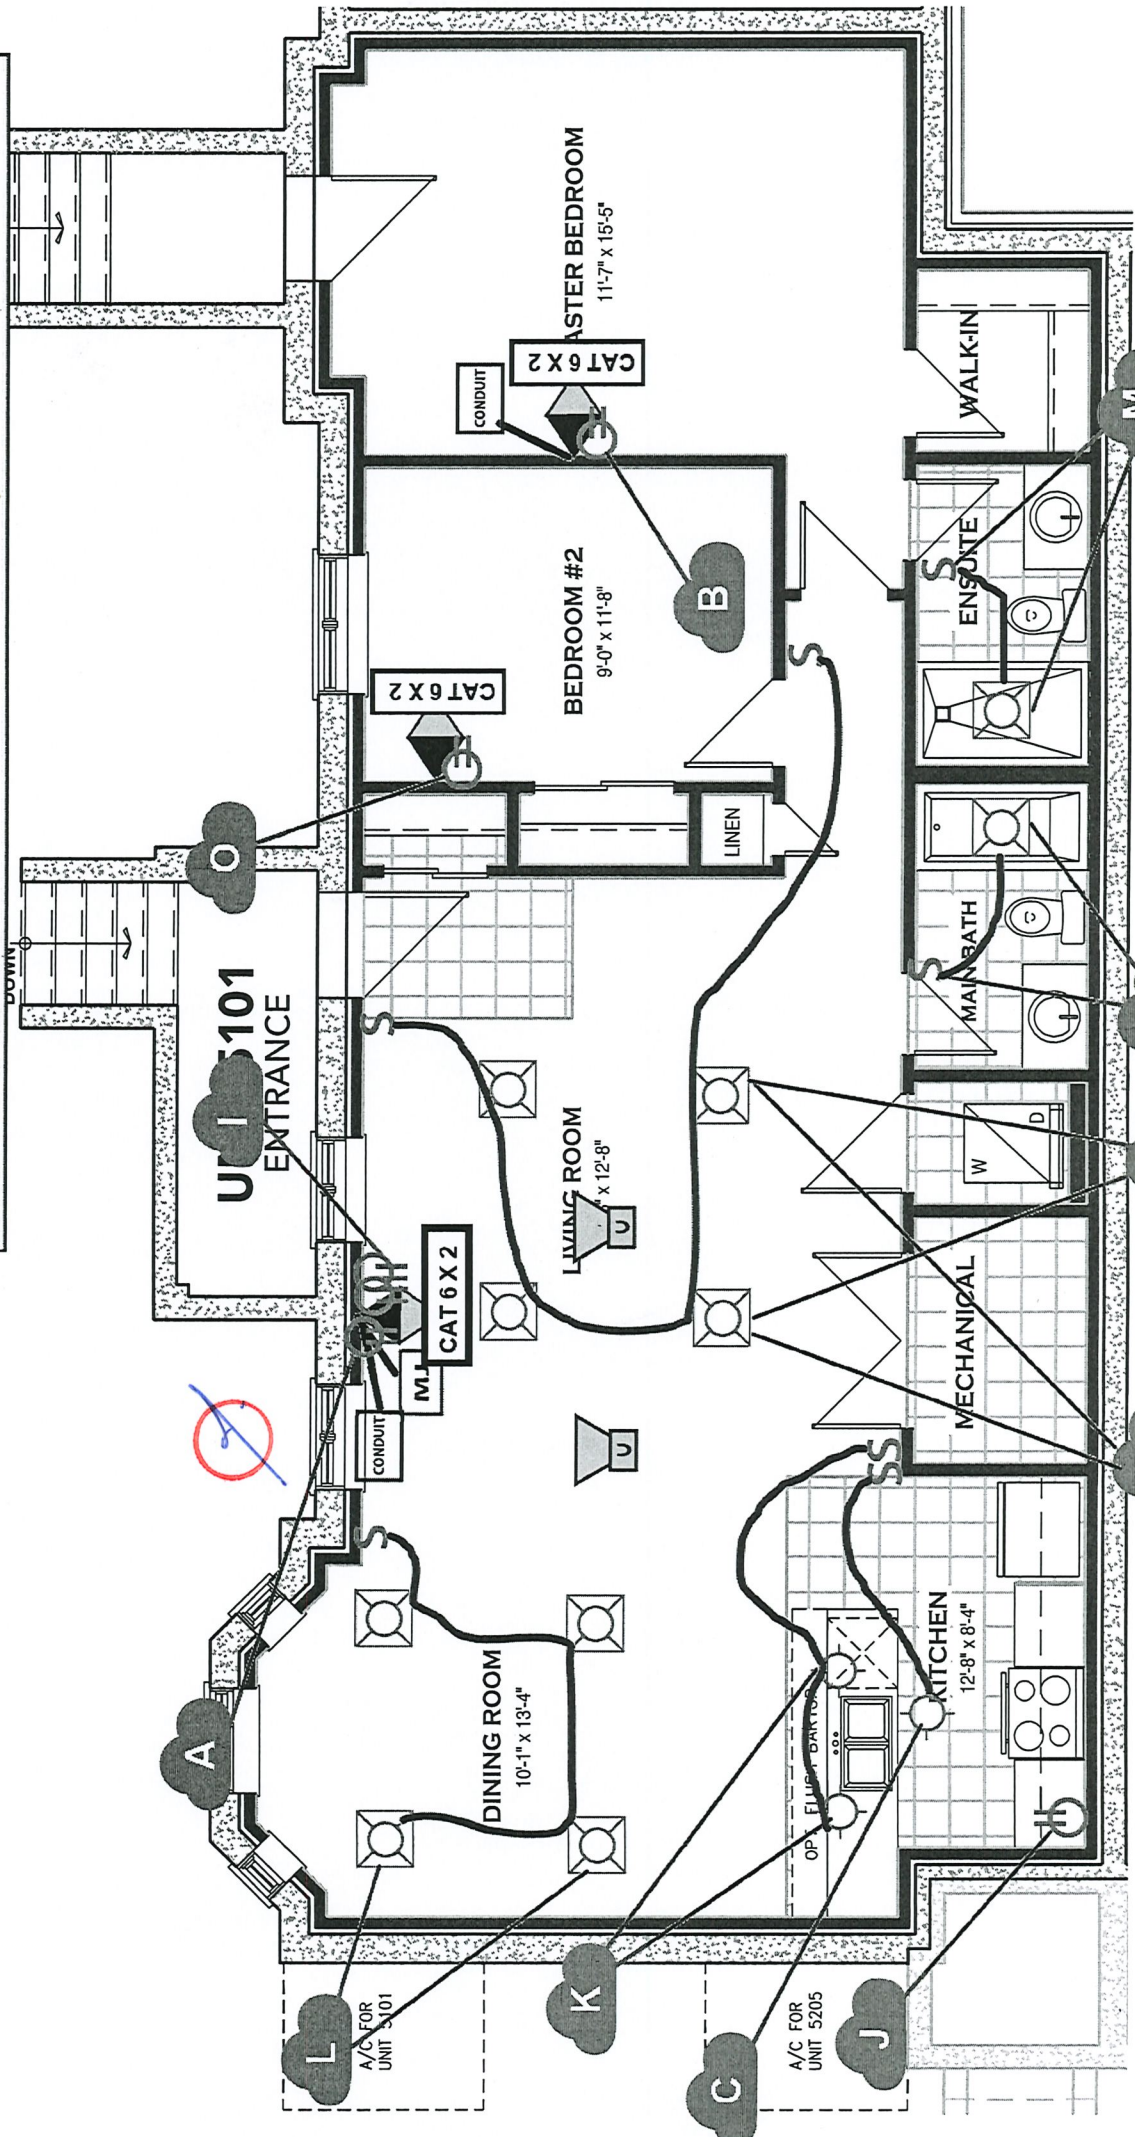 DOWN
UNIT 5101
ENTRANCE
O
I
A
L
K
C
J
B
M
CONDUIT
CAT 6 X 2
MASTER BEDROOM
11'-7" x 15'-5"
WALK-IN
BEDROOM #2
9'-0" x 11'-8"
CAT 6 X 2
ENSUITE
LINEN
MAIN BATH
LIVING ROOM
x 12'-8"
CAT 6 X 2
CONDUIT
C
C
W
D
MECHANICAL
DINING ROOM
10'-1" x 13'-4"
KITCHEN
12'-8" x 8'-4"
S
S
S
S
S
S S
A/C FOR
UNIT 5101
A/C FOR
UNIT 5205